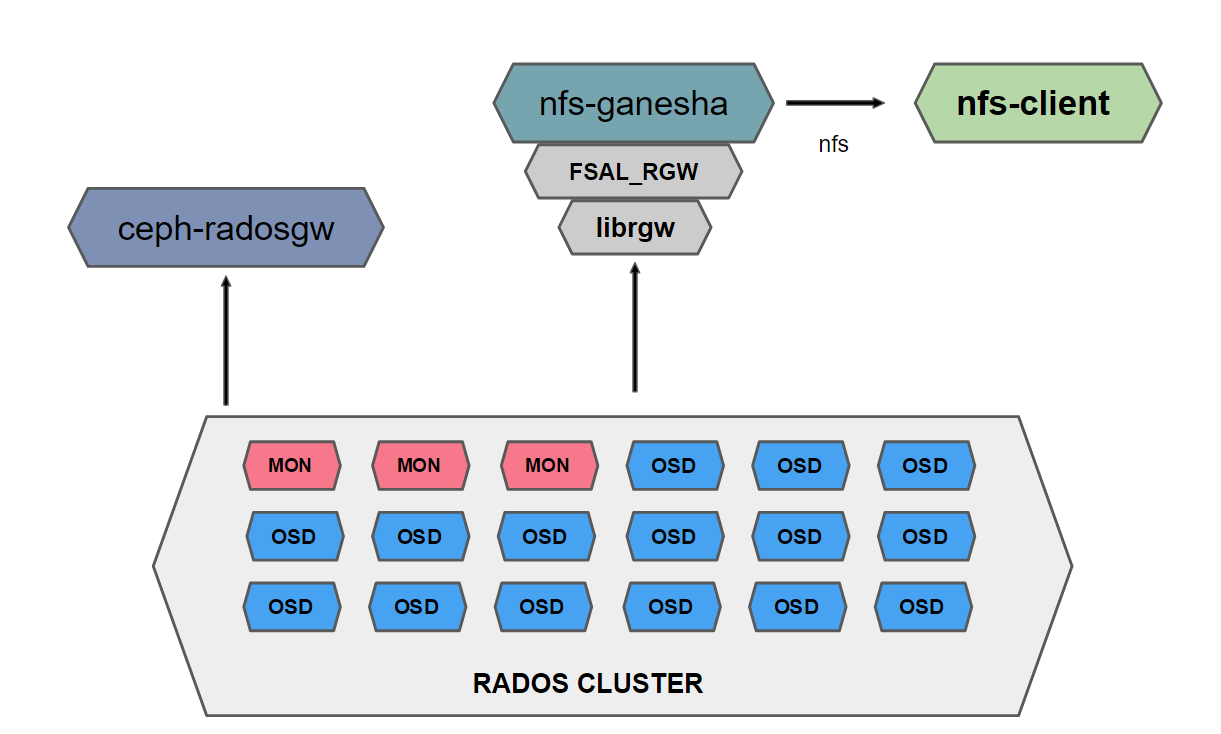 nfs-ganesha
nfs-client
nfs
FSAL_RGW
librgw
ceph-radosgw
MON MON MON OSD OSD OSD
OSD OSD OSD OSD OSD OSD
OSD OSD OSD OSD OSD OSD
RADOS CLUSTER